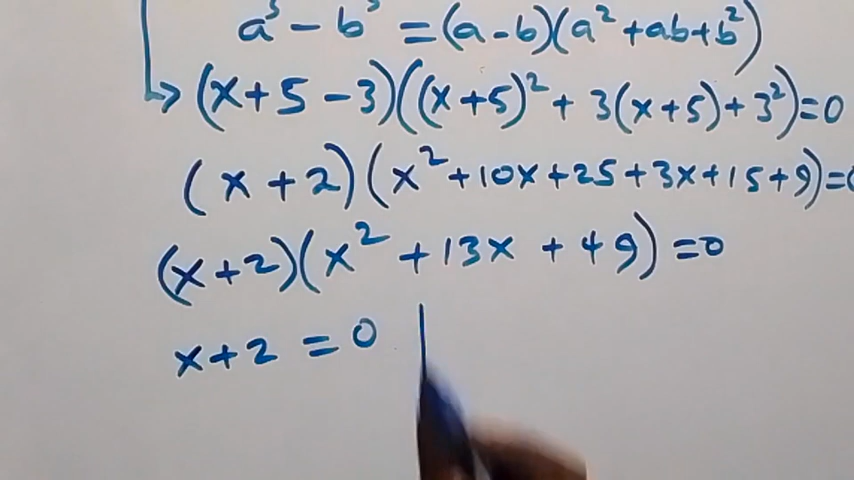 a³ - b³ = (a-b)(a² +ab+b²)
(x+5-3)((x+5)² + 3(x+5)+3²)=0
(x+2)(x²+10x+25+3x+15+9)=0
(x+2)(x² +13x +49)=0
x+2 = 0